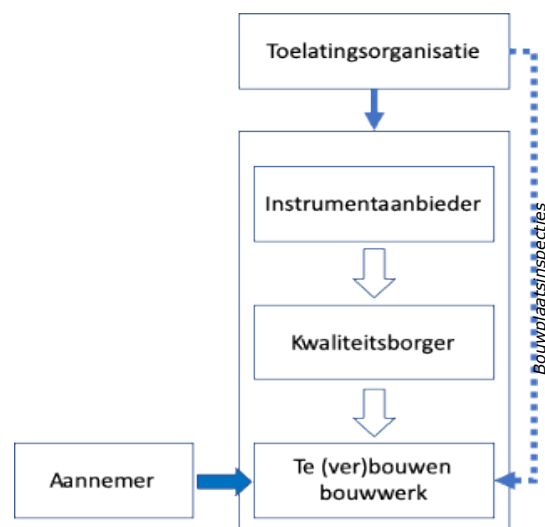 Toelatingsorganisatie
Instrumentaanbieder
Bouwplaatsinspecties
Kwaliteitsborger
Aannemer
Te (ver)bouwen
bouwwerk